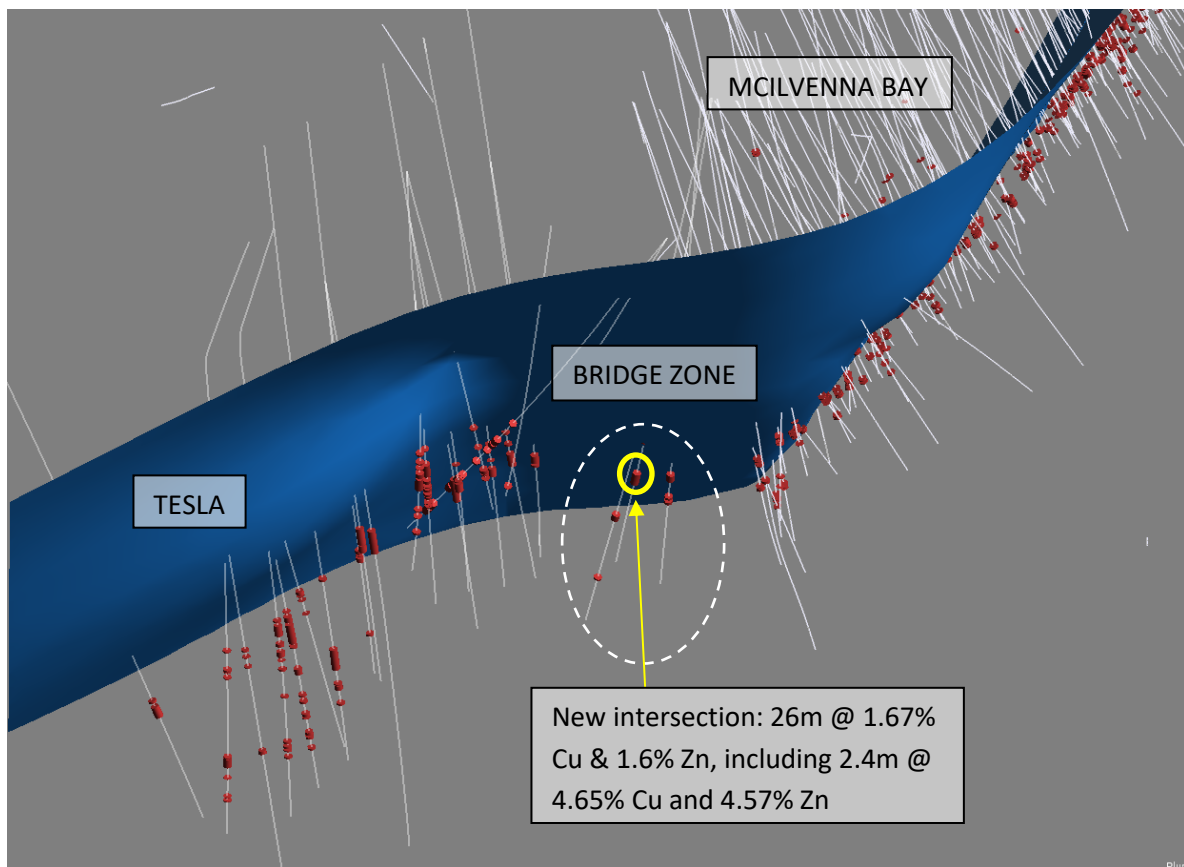 MCILVENNA BAY
BRIDGE ZONE
TESLA
New intersection: 26m @ 1.67%
Cu & 1.6% Zn, including 2.4m @
4.65% Cu and 4.57% Zn